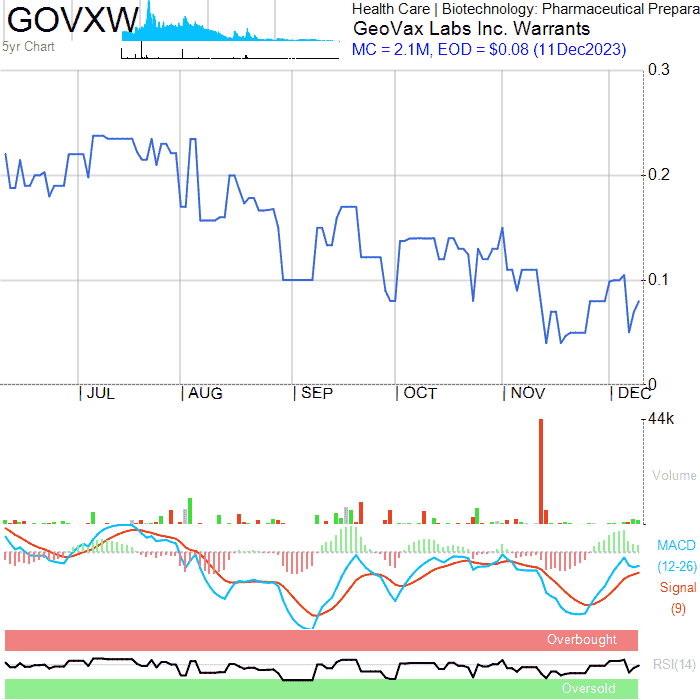 GOVXW
5yr Chart
Health Care | Biotechnology: Pharmaceutical Prepara
GeoVax Labs Inc. Warrants
MC = 2.1M, EOD = $0.08 (11Dec2023)
0.3
0.2
0.1
0
| JUL | AUG | SEP | OCT | NOV | DEC
44k
Volume
MACD
(12-26)
Signal
(9)
Overbought
RSI(14)
Oversold